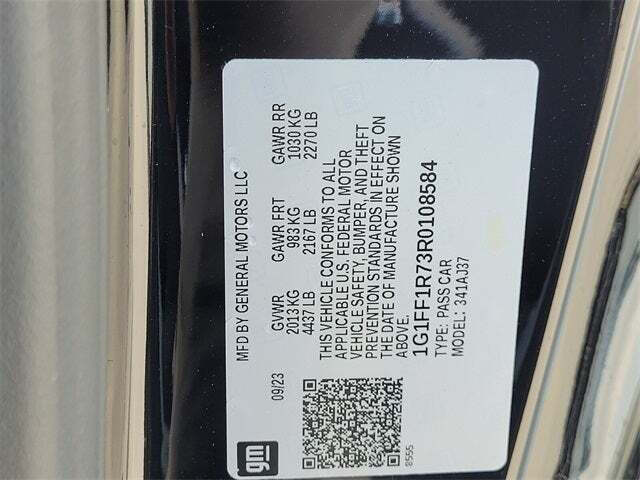 MFD BY GENERAL MOTORS LLC
09/23
GVWR GAWR FRT GAWR RR
2013 KG 983 KG 1030 KG
4437 LB 2167 LB 2270 LB
THIS VEHICLE CONFORMS TO ALL
APPLICABLE U.S. FEDERAL MOTOR
VEHICLE SAFETY, BUMPER, AND THEFT
PREVENTION STANDARDS IN EFFECT ON
THE DATE OF MANUFACTURE SHOWN
ABOVE.
1G1FF1R73R0108584
TYPE: PASS CAR
MODEL: 341AJ37
gm
8555